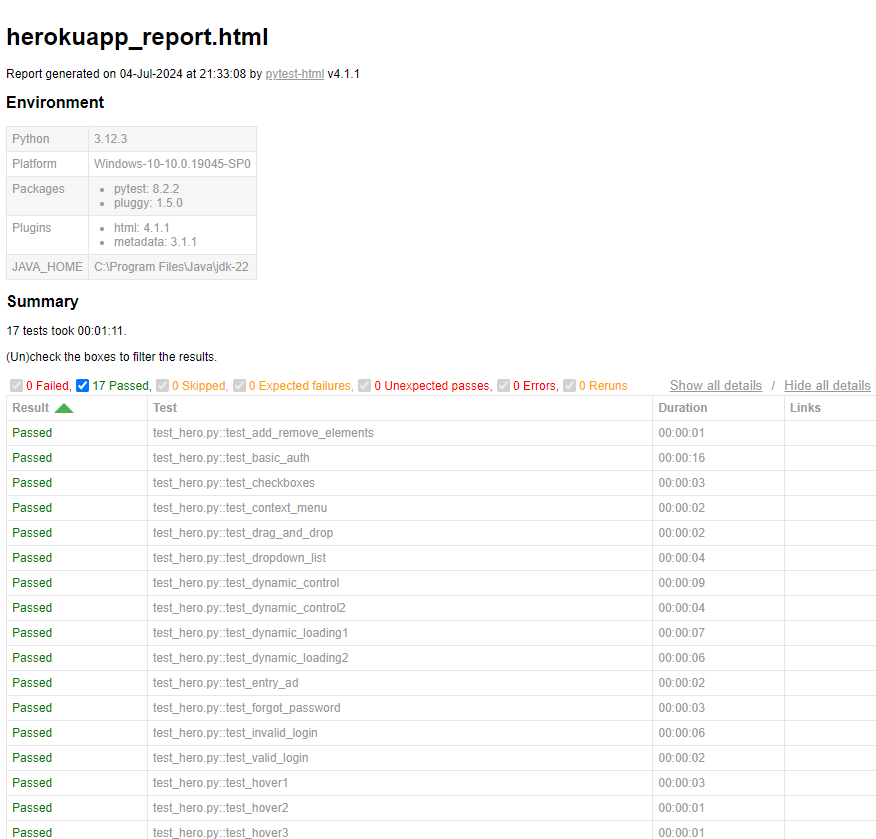 herokuapp_report.html
Report generated on 04-Jul-2024 at 21:33:08 by pytest-html v4.1.1
Environment
Python 3.12.3
Platform Windows-10-10.0.19045-SP0
Packages pytest: 8.2.2
pluggy: 1.5.0
Plugins html: 4.1.1
metadata: 3.1.1
JAVA_HOME C:\Program Files\Java\jdk-22
Summary
17 tests took 00:01:11.
(Un)check the boxes to filter the results.
0 Failed, 17 Passed, 0 Skipped, 0 Expected failures, 0 Unexpected passes, 0 Errors, 0 Reruns Show all details / Hide all details
Result Test Duration Links
Passed test_hero.py::test_add_remove_elements 00:00:01
Passed test_hero.py::test_basic_auth 00:00:16
Passed test_hero.py::test_checkboxes 00:00:03
Passed test_hero.py::test_context_menu 00:00:02
Passed test_hero.py::test_drag_and_drop 00:00:02
Passed test_hero.py::test_dropdown_list 00:00:04
Passed test_hero.py::test_dynamic_control 00:00:09
Passed test_hero.py::test_dynamic_control2 00:00:04
Passed test_hero.py::test_dynamic_loading1 00:00:07
Passed test_hero.py::test_dynamic_loading2 00:00:06
Passed test_hero.py::test_entry_ad 00:00:02
Passed test_hero.py::test_forgot_password 00:00:03
Passed test_hero.py::test_invalid_login 00:00:06
Passed test_hero.py::test_valid_login 00:00:02
Passed test_hero.py::test_hover1 00:00:03
Passed test_hero.py::test_hover2 00:00:01
Passed test_hero.py::test_hover3 00:00:01